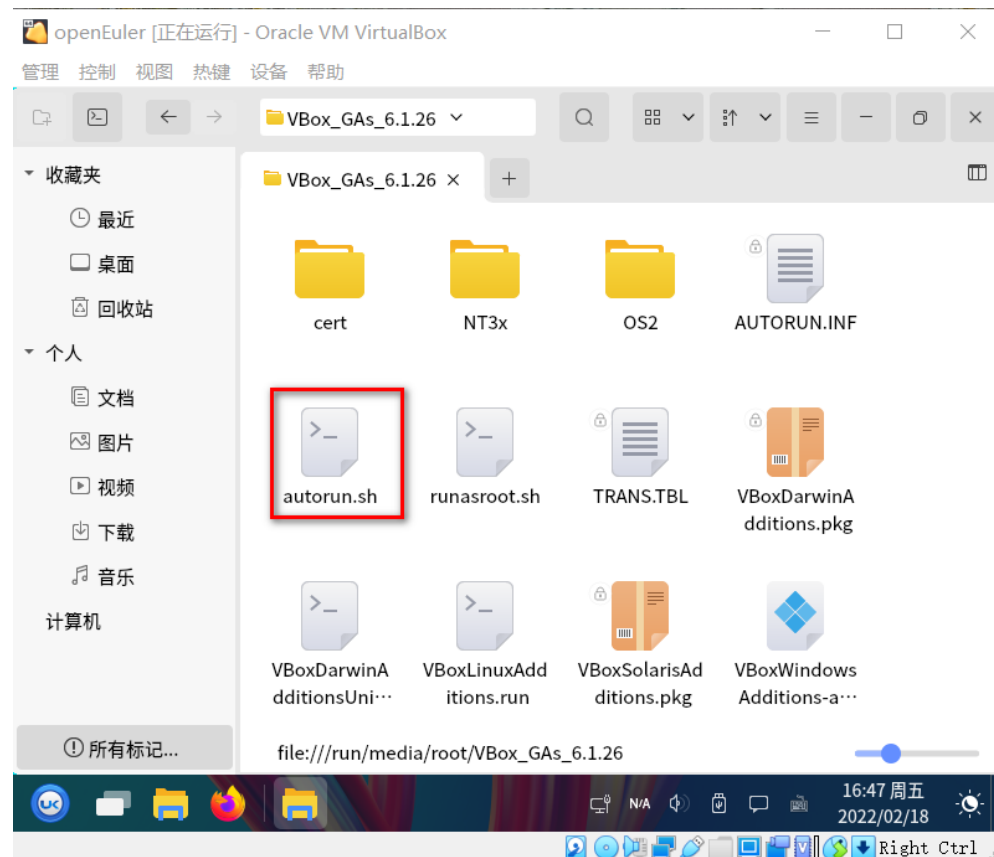 openEuler [正在运行] - Oracle VM VirtualBox
管理 控制 视图 热键 设备 帮助
VBox_GAs_6.1.26
收藏夹
VBox_GAs_6.1.26
最近
桌面
回收站
cert
NT3x
OS2
AUTORUN.INF
个人
文档
图片
视频
下载
音乐
autorun.sh
runasroot.sh
TRANS.TBL
VBoxDarwinA
dditions.pkg
计算机
VBoxDarwinA
dditionsUni···
VBoxLinuxAdd
itions.run
VBoxSolarisAd
ditions.pkg
VBoxWindows
Additions-a···
所有标记...
file:///run/media/root/VBox_GAs_6.1.26
N/A
16:47 周五
2022/02/18
Right Ctrl